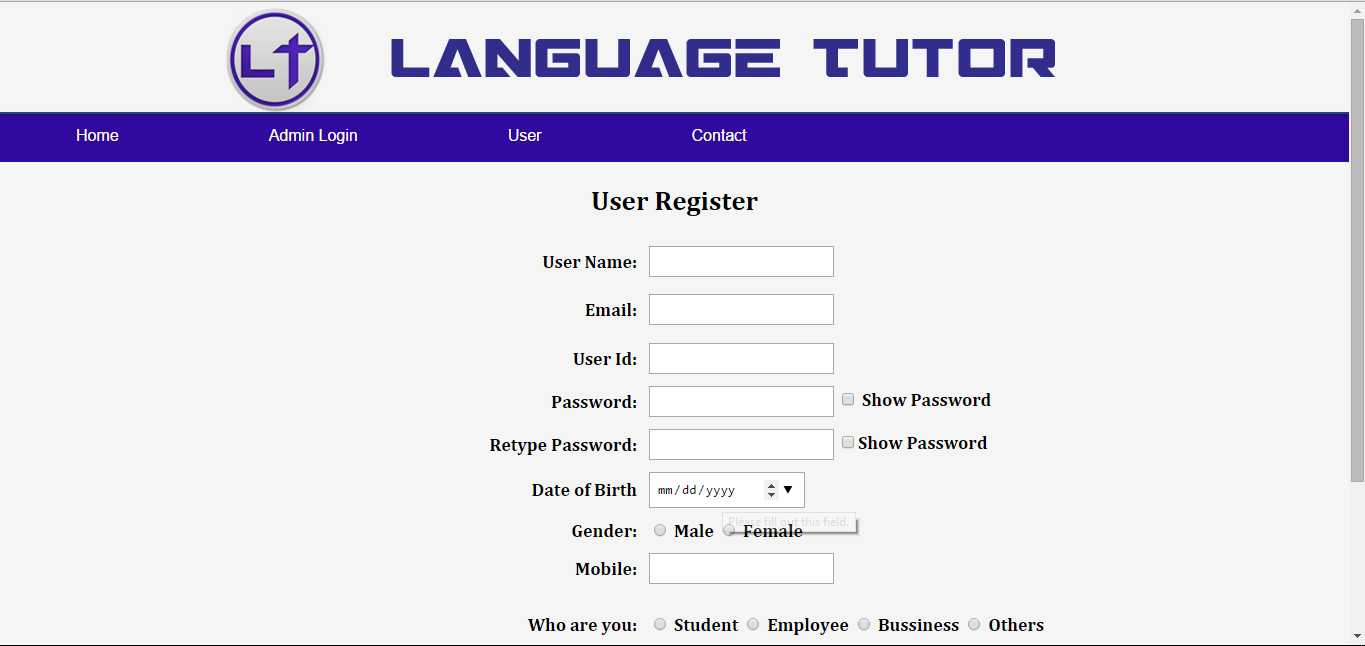 LT LANGUAGE TUTOR
Home Admin Login User Contact
User Register
User Name:
Email:
User Id:
Password: Show Password
Retype Password: Show Password
Date of Birth mm/dd/yyyy
Please fill out this field.
Gender: Male Female
Mobile:
Who are you: Student Employee Bussiness Others